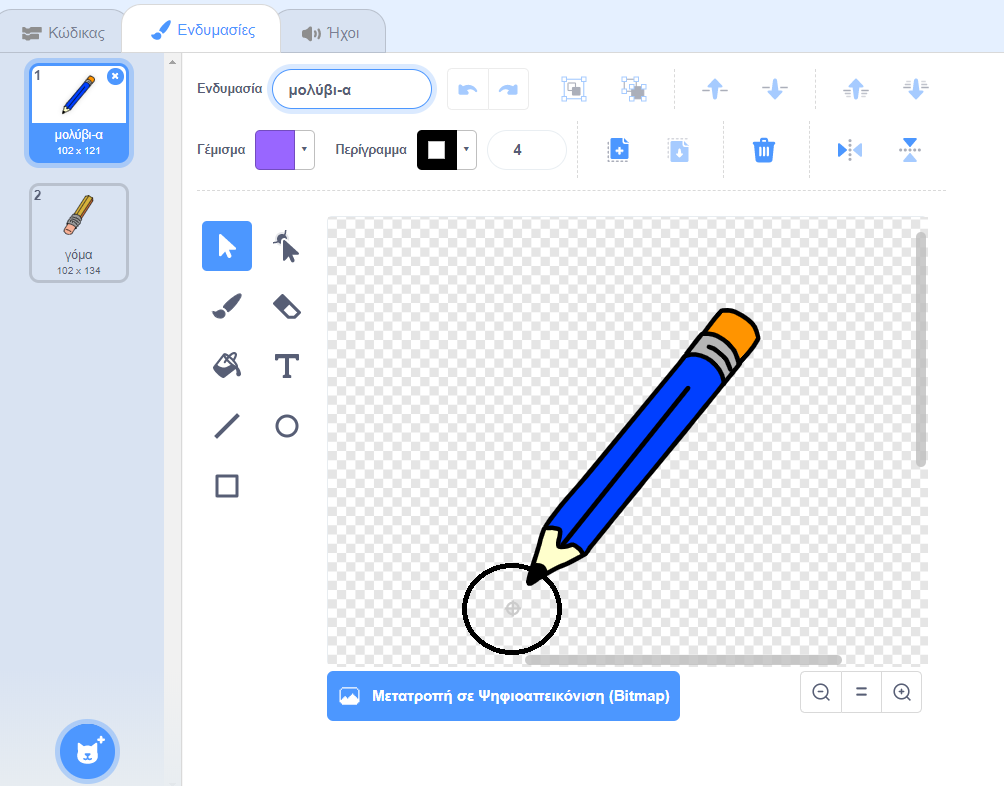 Κώδικας
Ενδυμασίες
Ήχοι
1
μολύβι-α
102 x 121
2
γόμα
102 x 134
Ενδυμασία
μολύβι-α
Γέμισμα
Περίγραμμα
4
Μετατροπή σε Ψηφιοαπεικόνιση (Bitmap)